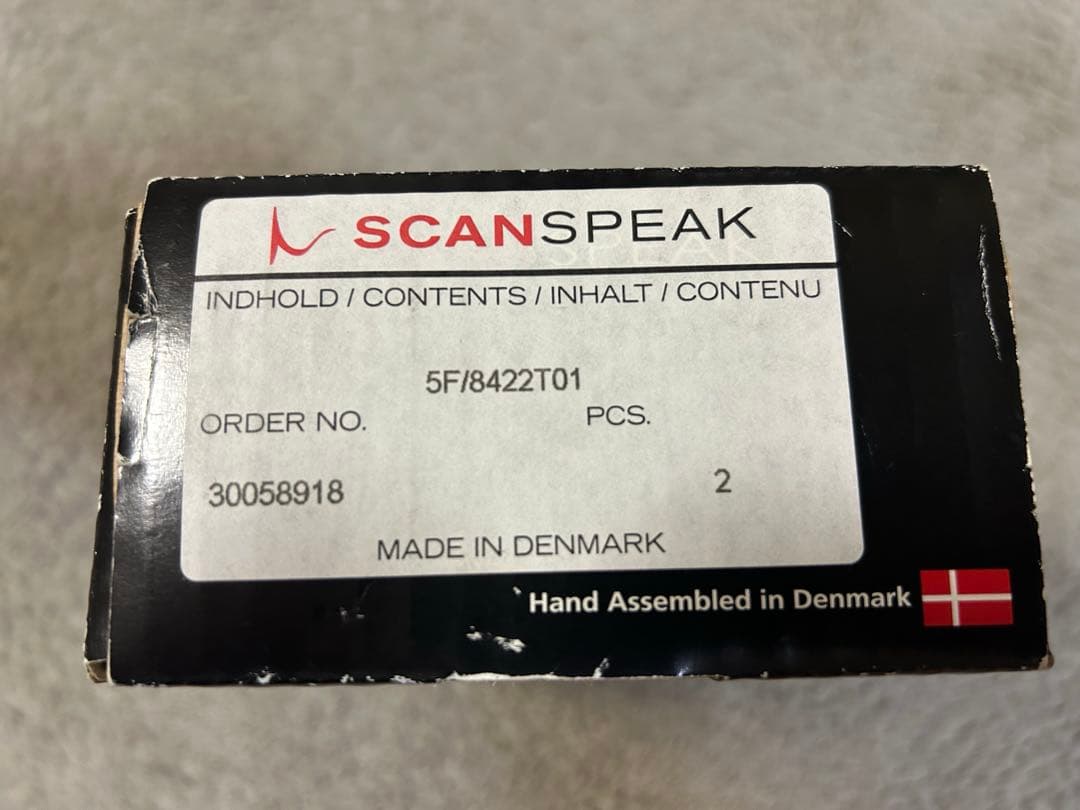 SCANSPEAK
INDHOLD / CONTENTS / INHALT / CONTENU
5F/8422T01
ORDER NO. PCS.
30058918 2
MADE IN DENMARK
Hand Assembled in Denmark